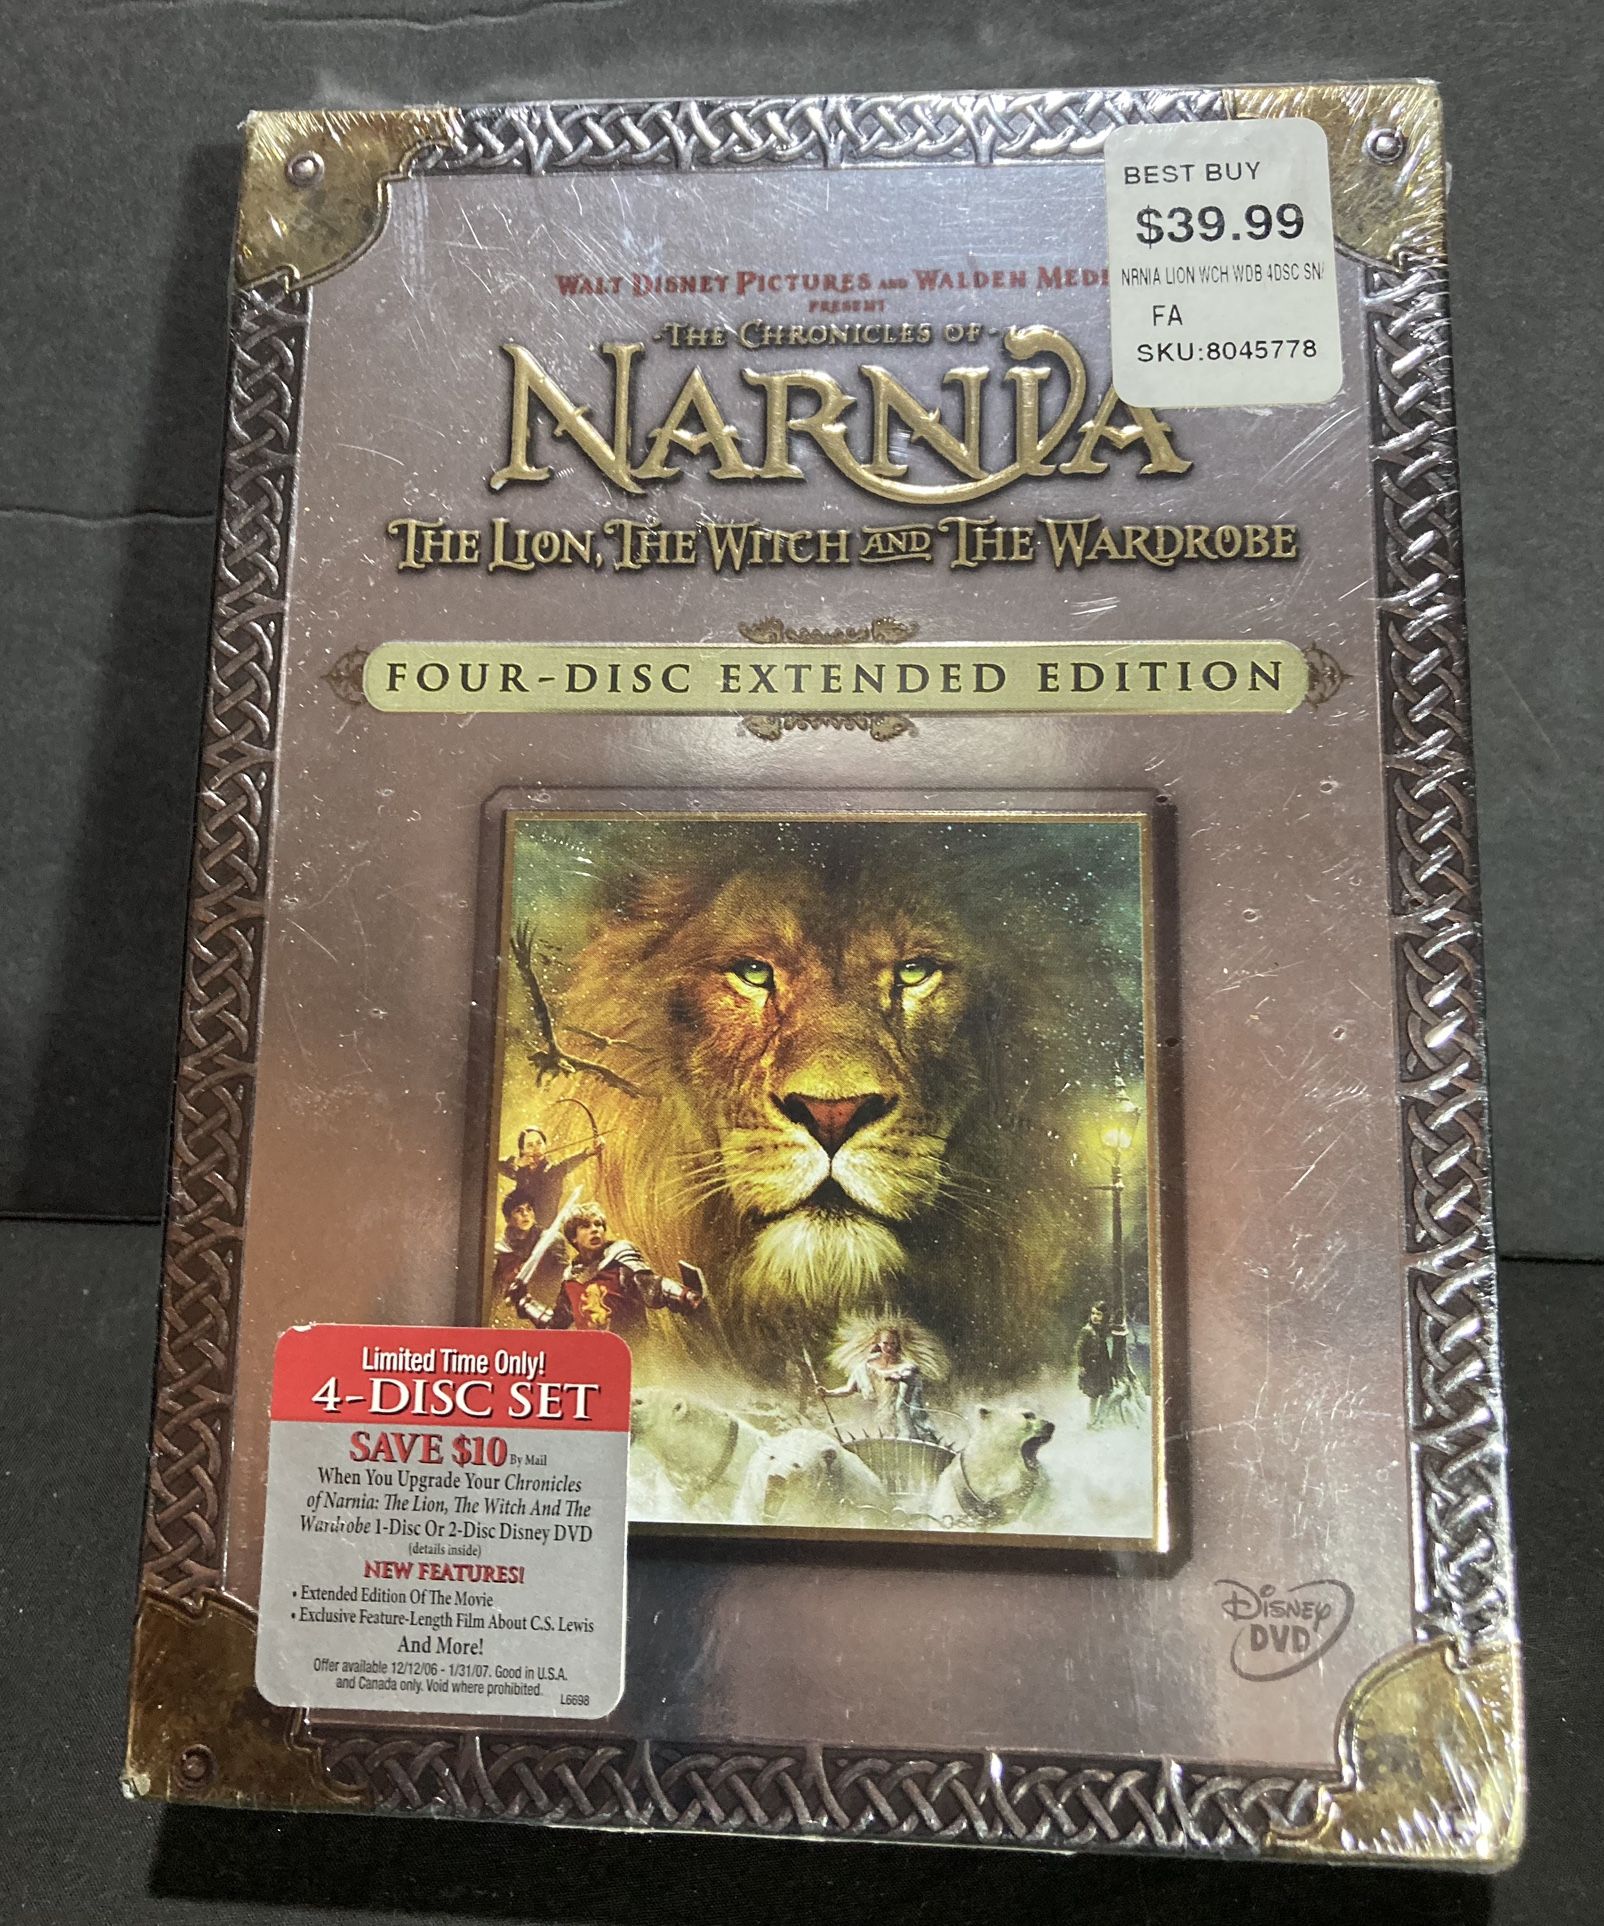 BEST BUY
$39.99
NRNIA LION WCH WDB 4DSC SN
FA
SKU:8045778
WALT DISNEY PICTURES AND WALDEN MEDI
PRESENT
-THE CHRONICLES OF-
NARNIA
THE LION, THE WITCH AND THE WARDROBE
FOUR-DISC EXTENDED EDITION
Limited Time Only!
4-DISC SET
SAVE $10 By Mail
When You Upgrade Your Chronicles
of Narnia: The Lion, The Witch And The
Wardrobe 1-Disc Or 2-Disc Disney DVD
(details inside)
NEW FEATURES!
• Extended Edition Of The Movie
• Exclusive Feature-Length Film About C.S. Lewis
And More!
Offer available 12/12/06 - 1/31/07. Good in U.S.A.
and Canada only. Void where prohibited.
L6698
Disney
DVD